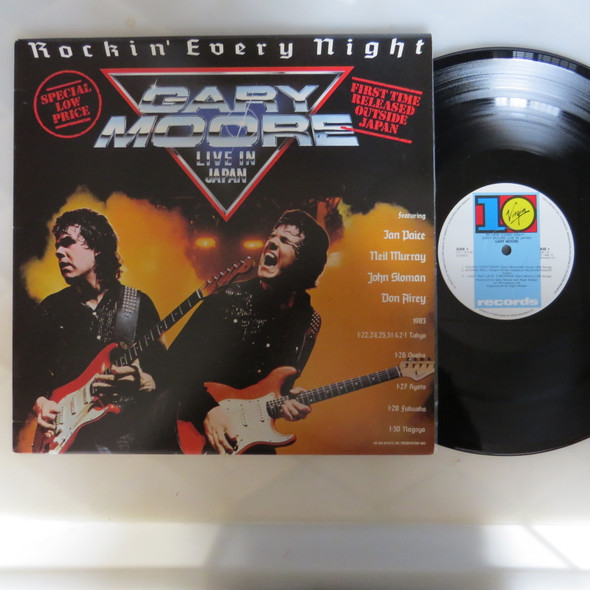 Rockin' Every Night
SPECIAL
LOW
PRICE
GARY
MOORE
LIVE IN
JAPAN
FIRST TIME
RELEASED
OUTSIDE
JAPAN
featuring
Ian Paice
Neil Murray
John Sloman
Don Airey
1983
1·22,24,25,31 & 2·1 Tokyo
1·26 Osaka
1·27 Kyoto
1·28 Fukuoka
1·30 Nagoya
10
Virgin
GARY MOORE
records